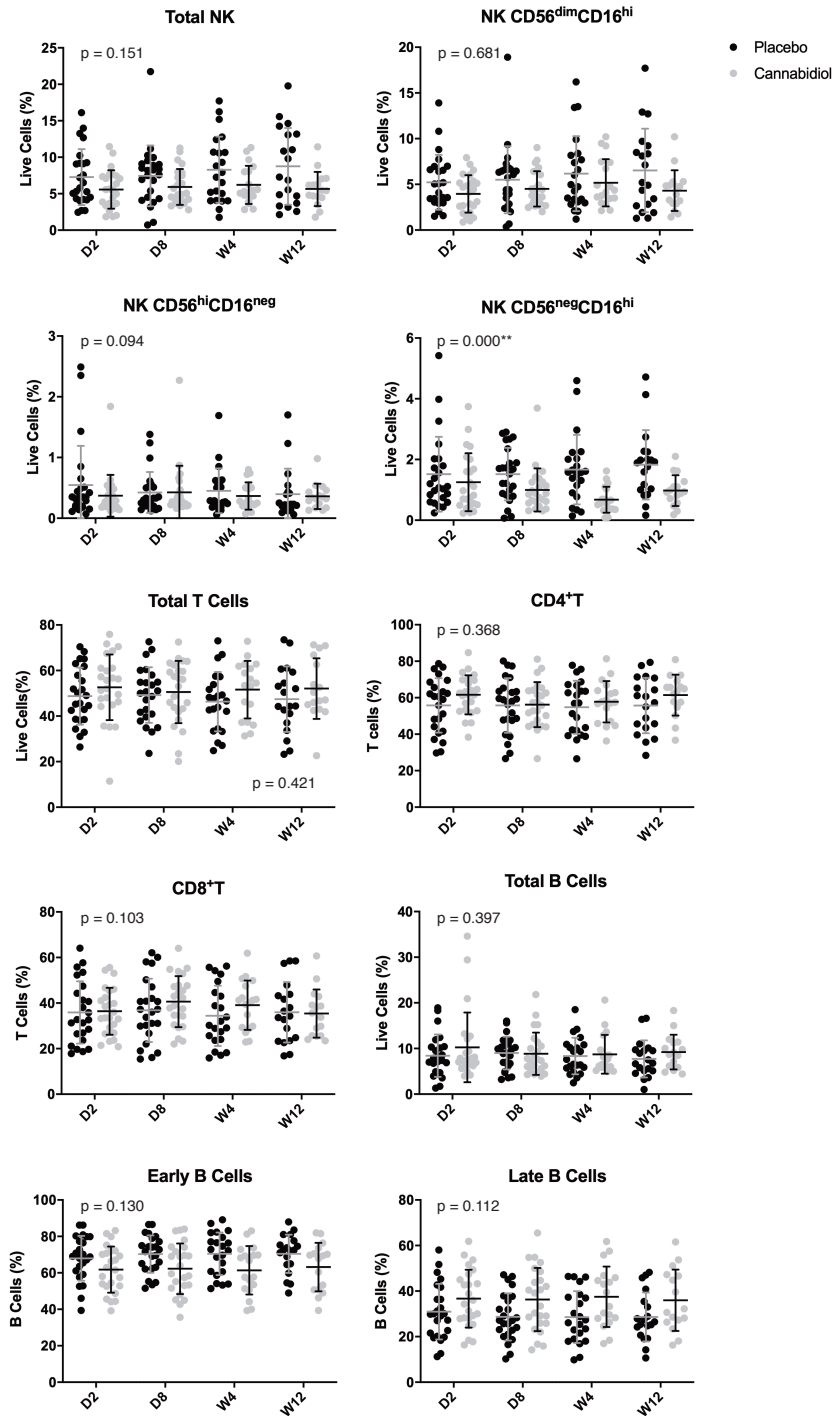 Total NK
25
20
15
10
5
0
Live Cells (%)
p = 0.151
D2
D8
W4
W12
NK CD56dimCD16hi
20
15
10
5
0
Live Cells (%)
p = 0.681
D2
D8
W4
W12
Placebo
Cannabidiol
NK CD56hiCD16neg
3
2
1
0
Live Cells (%)
p = 0.094
D2
D8
W4
W12
NK CD56negCD16hi
6
4
2
0
Live Cells (%)
p = 0.000**
D2
D8
W4
W12
Total T Cells
80
60
40
20
0
Live Cells(%)
p = 0.421
D2
D8
W4
W12
CD4+T
100
80
60
40
20
0
T cells (%)
p = 0.368
D2
D8
W4
W12
CD8+T
80
60
40
20
0
T Cells (%)
p = 0.103
D2
D8
W4
W12
Total B Cells
40
30
20
10
0
Live Cells (%)
p = 0.397
D2
D8
W4
W12
Early B Cells
100
80
60
40
20
0
B Cells (%)
p = 0.130
D2
D8
W4
W12
Late B Cells
80
60
40
20
0
B Cells (%)
p = 0.112
D2
D8
W4
W12